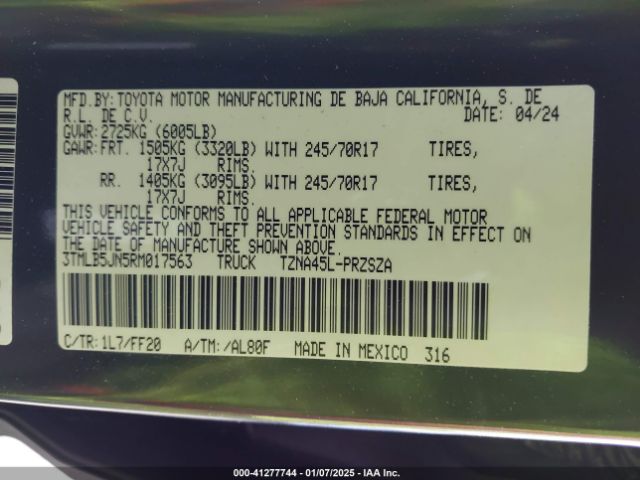 MFD.BY:TOYOTA MOTOR MANUFACTURING DE BAJA CALIFORNIA, S. DE
R.L. DE C.V. DATE: 04/24
GVWR:2725KG (6005LB)
GAWR:FRT. 1505KG (3320LB) WITH 245/70R17 TIRES,
17X7J RIMS.
RR. 1405KG (3095LB) WITH 245/70R17 TIRES,
17X7J RIMS.
THIS VEHICLE CONFORMS TO ALL APPLICABLE FEDERAL MOTOR
VEHICLE SAFETY AND THEFT PREVENTION STANDARDS IN EFFECT ON
THE DATE OF MANUFACTURE SHOWN ABOVE.
3TMLB5JN5RM017563 TRUCK TZNA45L-PRZSZA
C/TR:1L7/FF20 A/TM:/AL80F MADE IN MEXICO 316
000-41277744 | 01/07/2025 | IAA Inc.